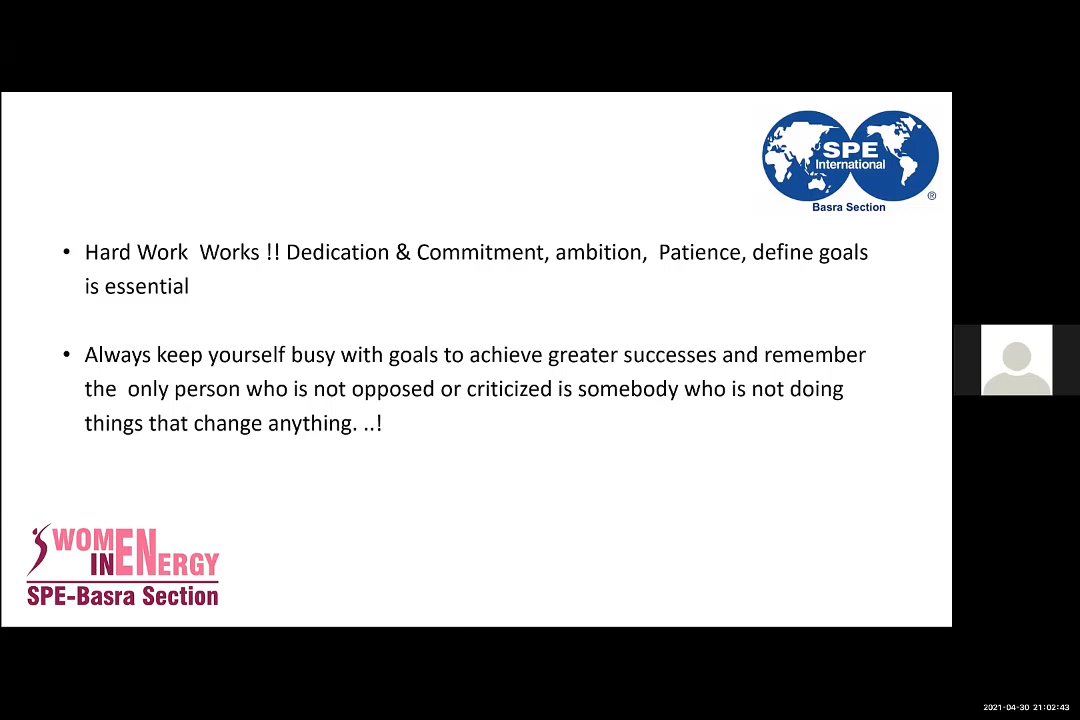 SPE
International
®
Basra Section
• Hard Work  Works !! Dedication & Commitment, ambition,  Patience, define goals
is essential
• Always keep yourself busy with goals to achieve greater successes and remember
the  only person who is not opposed or criticized is somebody who is not doing
things that change anything. ..!
WOMEN
IN ENERGY
SPE-Basra Section
2021-04-30 21:02:43